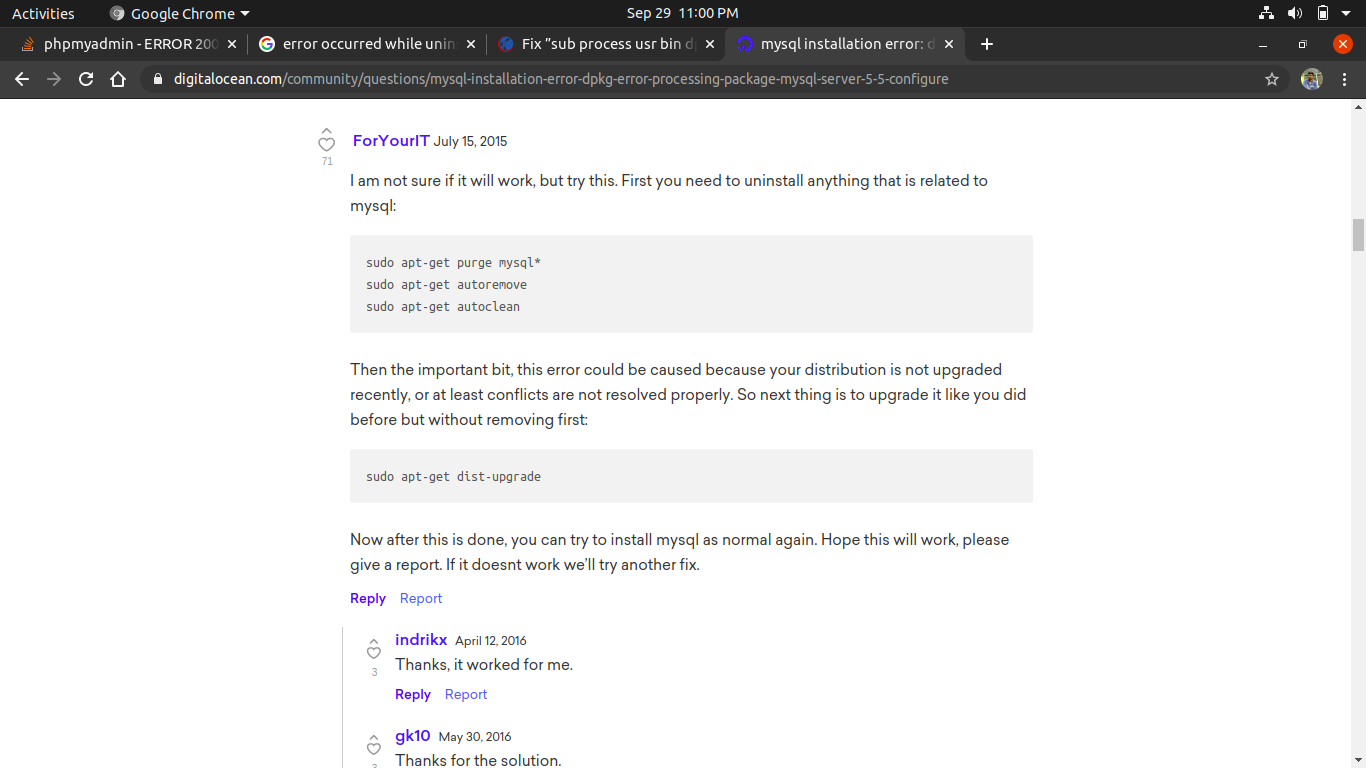 Activities
Google Chrome
Sep 29 11:00 PM
phpmyadmin - ERROR 200
error occurred while unin
Fix "sub process usr bin d
mysql installation error: d
digitalocean.com/community/questions/mysql-installation-error-dpkg-error-processing-package-mysql-server-5-5-configure
ForYourIT July 15, 2015
71
I am not sure if it will work, but try this. First you need to uninstall anything that is related to
mysql:
sudo apt-get purge mysql*
sudo apt-get autoremove
sudo apt-get autoclean
Then the important bit, this error could be caused because your distribution is not upgraded
recently, or at least conflicts are not resolved properly. So next thing is to upgrade it like you did
before but without removing first:
sudo apt-get dist-upgrade
Now after this is done, you can try to install mysql as normal again. Hope this will work, please
give a report. If it doesnt work we'll try another fix.
Reply Report
indrikx April 12, 2016
3
Thanks, it worked for me.
Reply Report
gk10 May 30, 2016
Thanks for the solution.